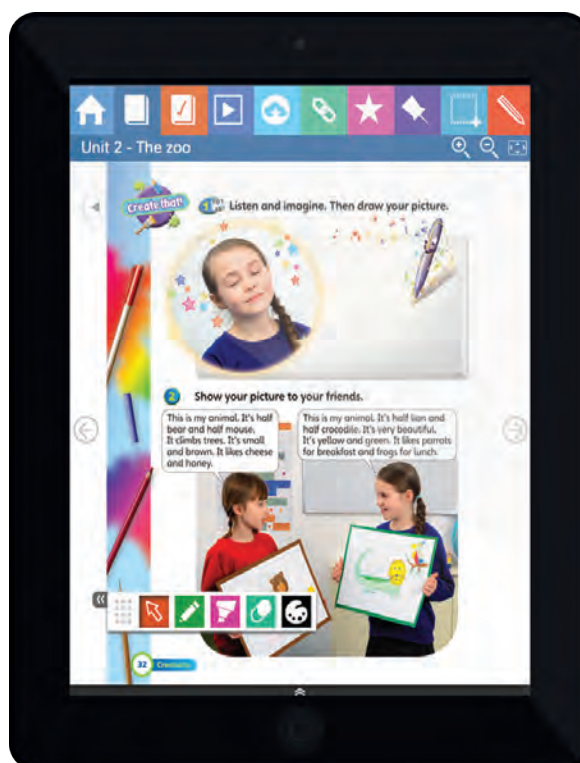 Unit 2 - The zoo
Create that!
1 Listen and imagine. Then draw your picture.
2 Show your picture to your friends.
This is my animal. It's half
bear and half mouse.
It climbs trees. It's small
and brown. It likes cheese
and honey.
This is my animal. It's half lion and
half crocodile. It's very beautiful.
It's yellow and green. It likes parrots
for breakfast and frogs for lunch.
32 Creativity